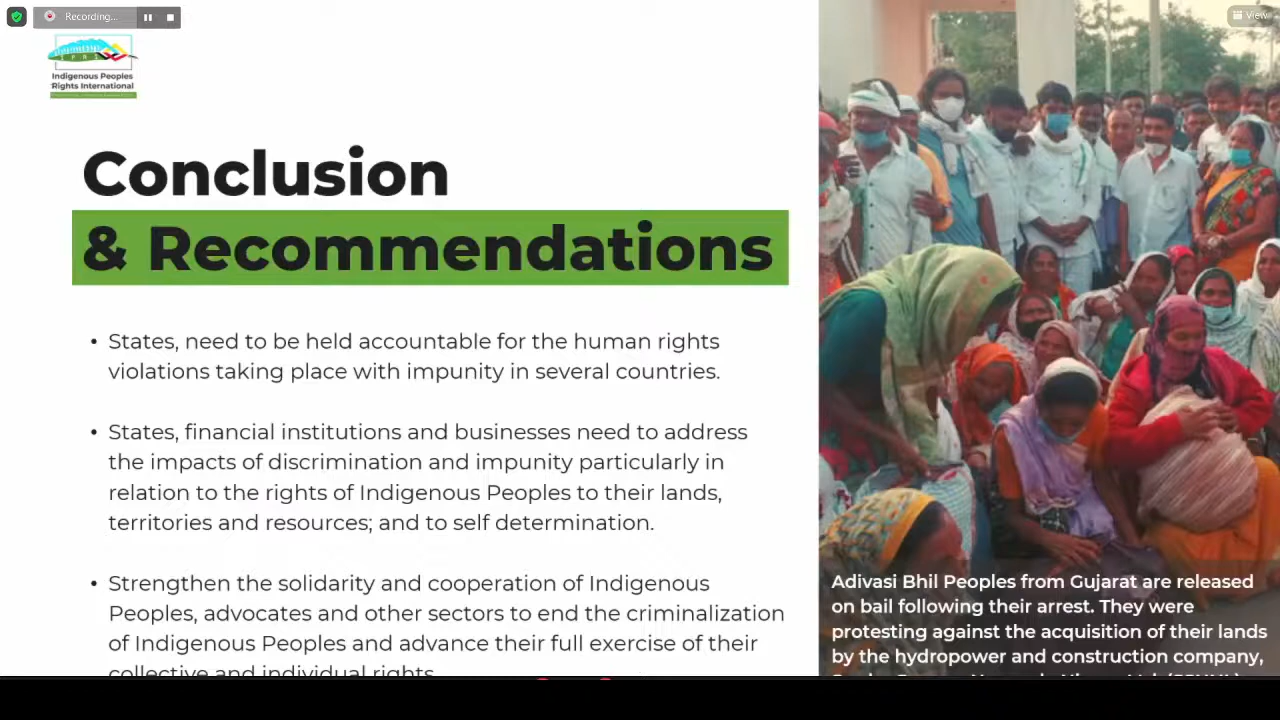 Recording...
View
Indigenous Peoples
Rights International
Conclusion
& Recommendations
• States, need to be held accountable for the human rights
violations taking place with impunity in several countries.
• States, financial institutions and businesses need to address
the impacts of discrimination and impunity particularly in
relation to the rights of Indigenous Peoples to their lands,
territories and resources; and to self determination.
• Strengthen the solidarity and cooperation of Indigenous
Peoples, advocates and other sectors to end the criminalization
of Indigenous Peoples and advance their full exercise of their
collective and individual rights.
Adivasi Bhil Peoples from Gujarat are released
on bail following their arrest. They were
protesting against the acquisition of their lands
by the hydropower and construction company,